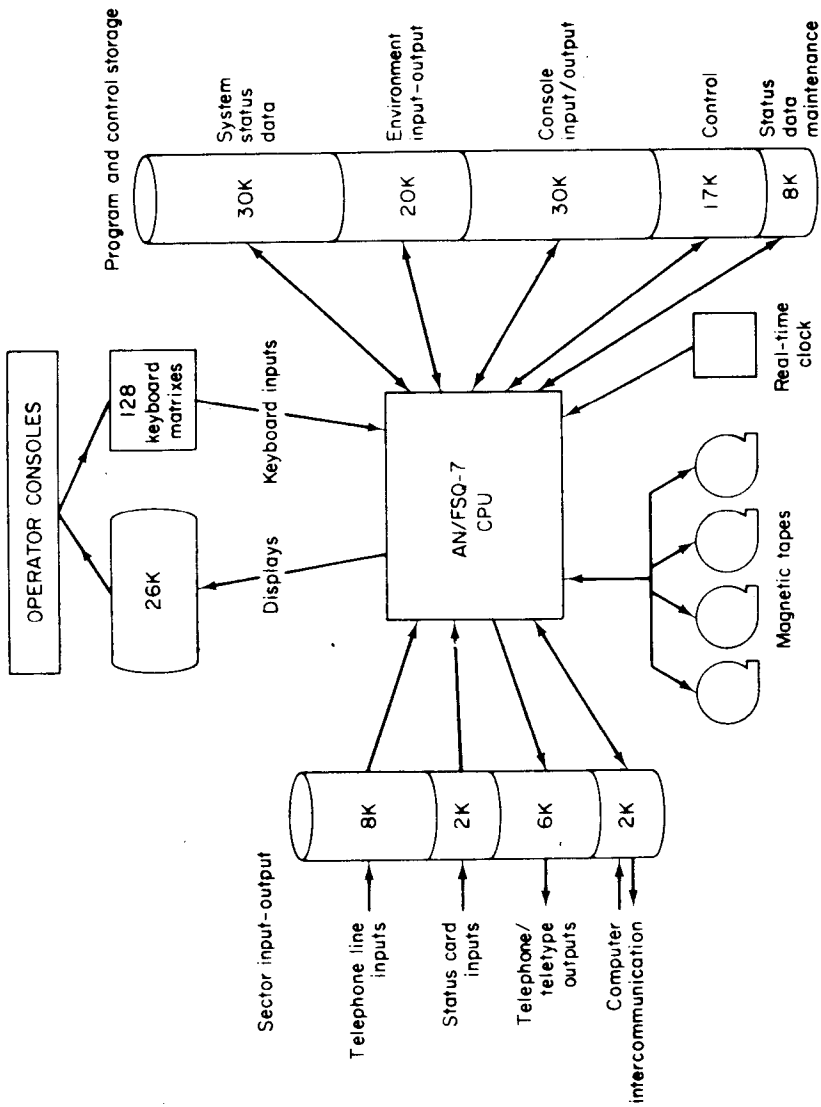 OPERATOR CONSOLES
26K
128
keyboard
matrixes
Displays
Keyboard inputs
Program and control storage
30K
System
status
data
20K
Environment
input-output
30K
Console
input/output
17K
Control
8K
Status
data
maintenance
AN/FSQ-7
CPU
Sector input-output
Telephone line
inputs
8K
Status card
inputs
2K
Telephone/
teletype
outputs
6K
Computer
intercommunication
2K
Magnetic tapes
Real-time
clock